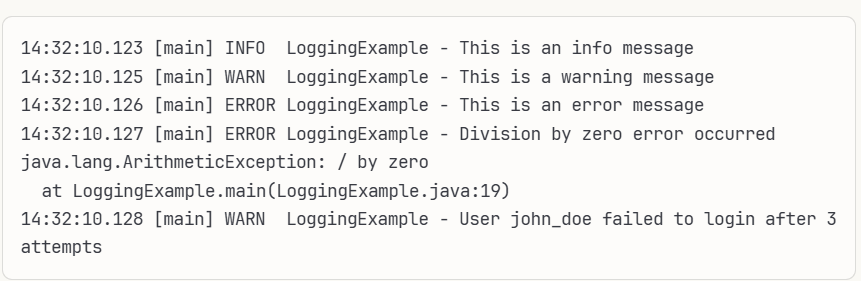 14:32:10.123 [main] INFO  LoggingExample - This is an info message
14:32:10.125 [main] WARN  LoggingExample - This is a warning message
14:32:10.126 [main] ERROR LoggingExample - This is an error message
14:32:10.127 [main] ERROR LoggingExample - Division by zero error occurred
java.lang.ArithmeticException: / by zero
  at LoggingExample.main(LoggingExample.java:19)
14:32:10.128 [main] WARN  LoggingExample - User john_doe failed to login after 3
attempts